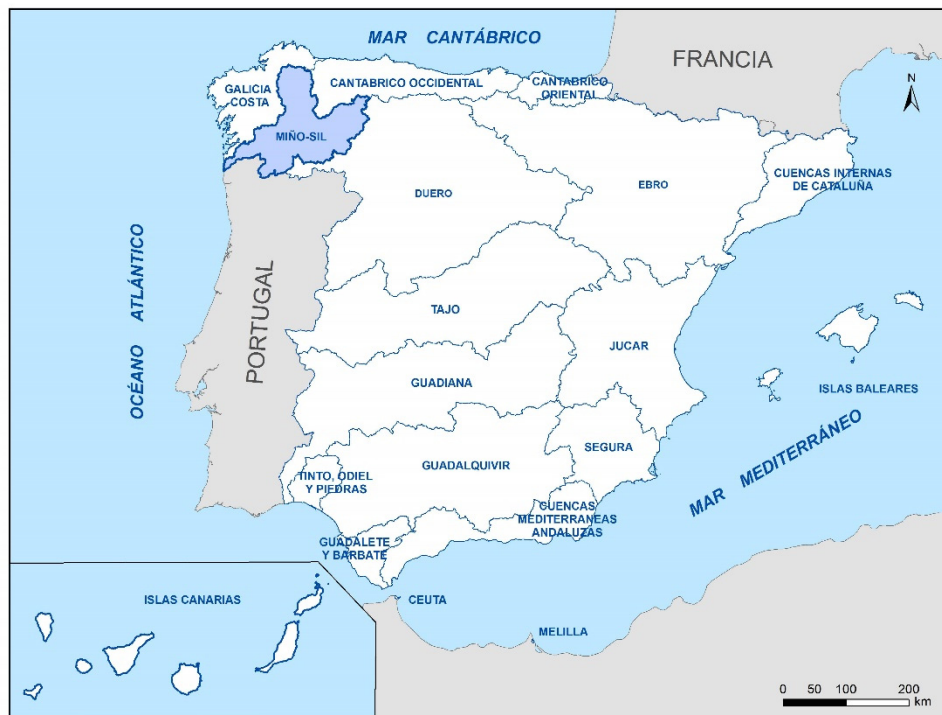 MAR CANTÁBRICO
FRANCIA
N
GALICIA
COSTA
CANTABRICO OCCIDENTAL
CANTABRICO
ORIENTAL
MIÑO-SIL
CUENCAS INTERNAS
DE CATALUÑA
DUERO
EBRO
OCÉANO ATLÁNTICO
PORTUGAL
TAJO
JUCAR
GUADIANA
ISLAS BALEARES
MAR MEDITERRÁNEO
SEGURA
GUADALQUIVIR
TINTO, ODIEL
Y PIEDRAS
CUENCAS
MEDITERRANEAS
ANDALUZAS
GUADALETE
Y BARBATE
ISLAS CANARIAS
CEUTA
MELILLA
0 50 100 200
km